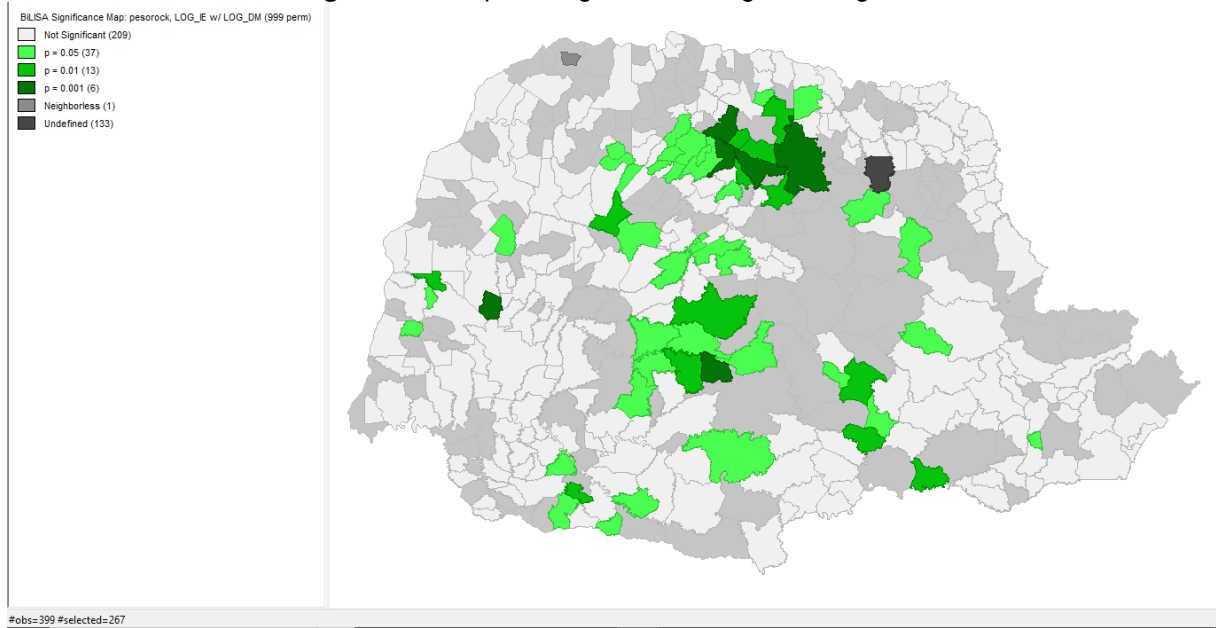 BiLISA Significance Map: pesorock, LOG_IE w/ LOG_DM (999 perm)
Not Significant (209)
p = 0.05 (37)
p = 0.01 (13)
p = 0.001 (6)
Neighborless (1)
Undefined (133)
#obs=399 #selected=267